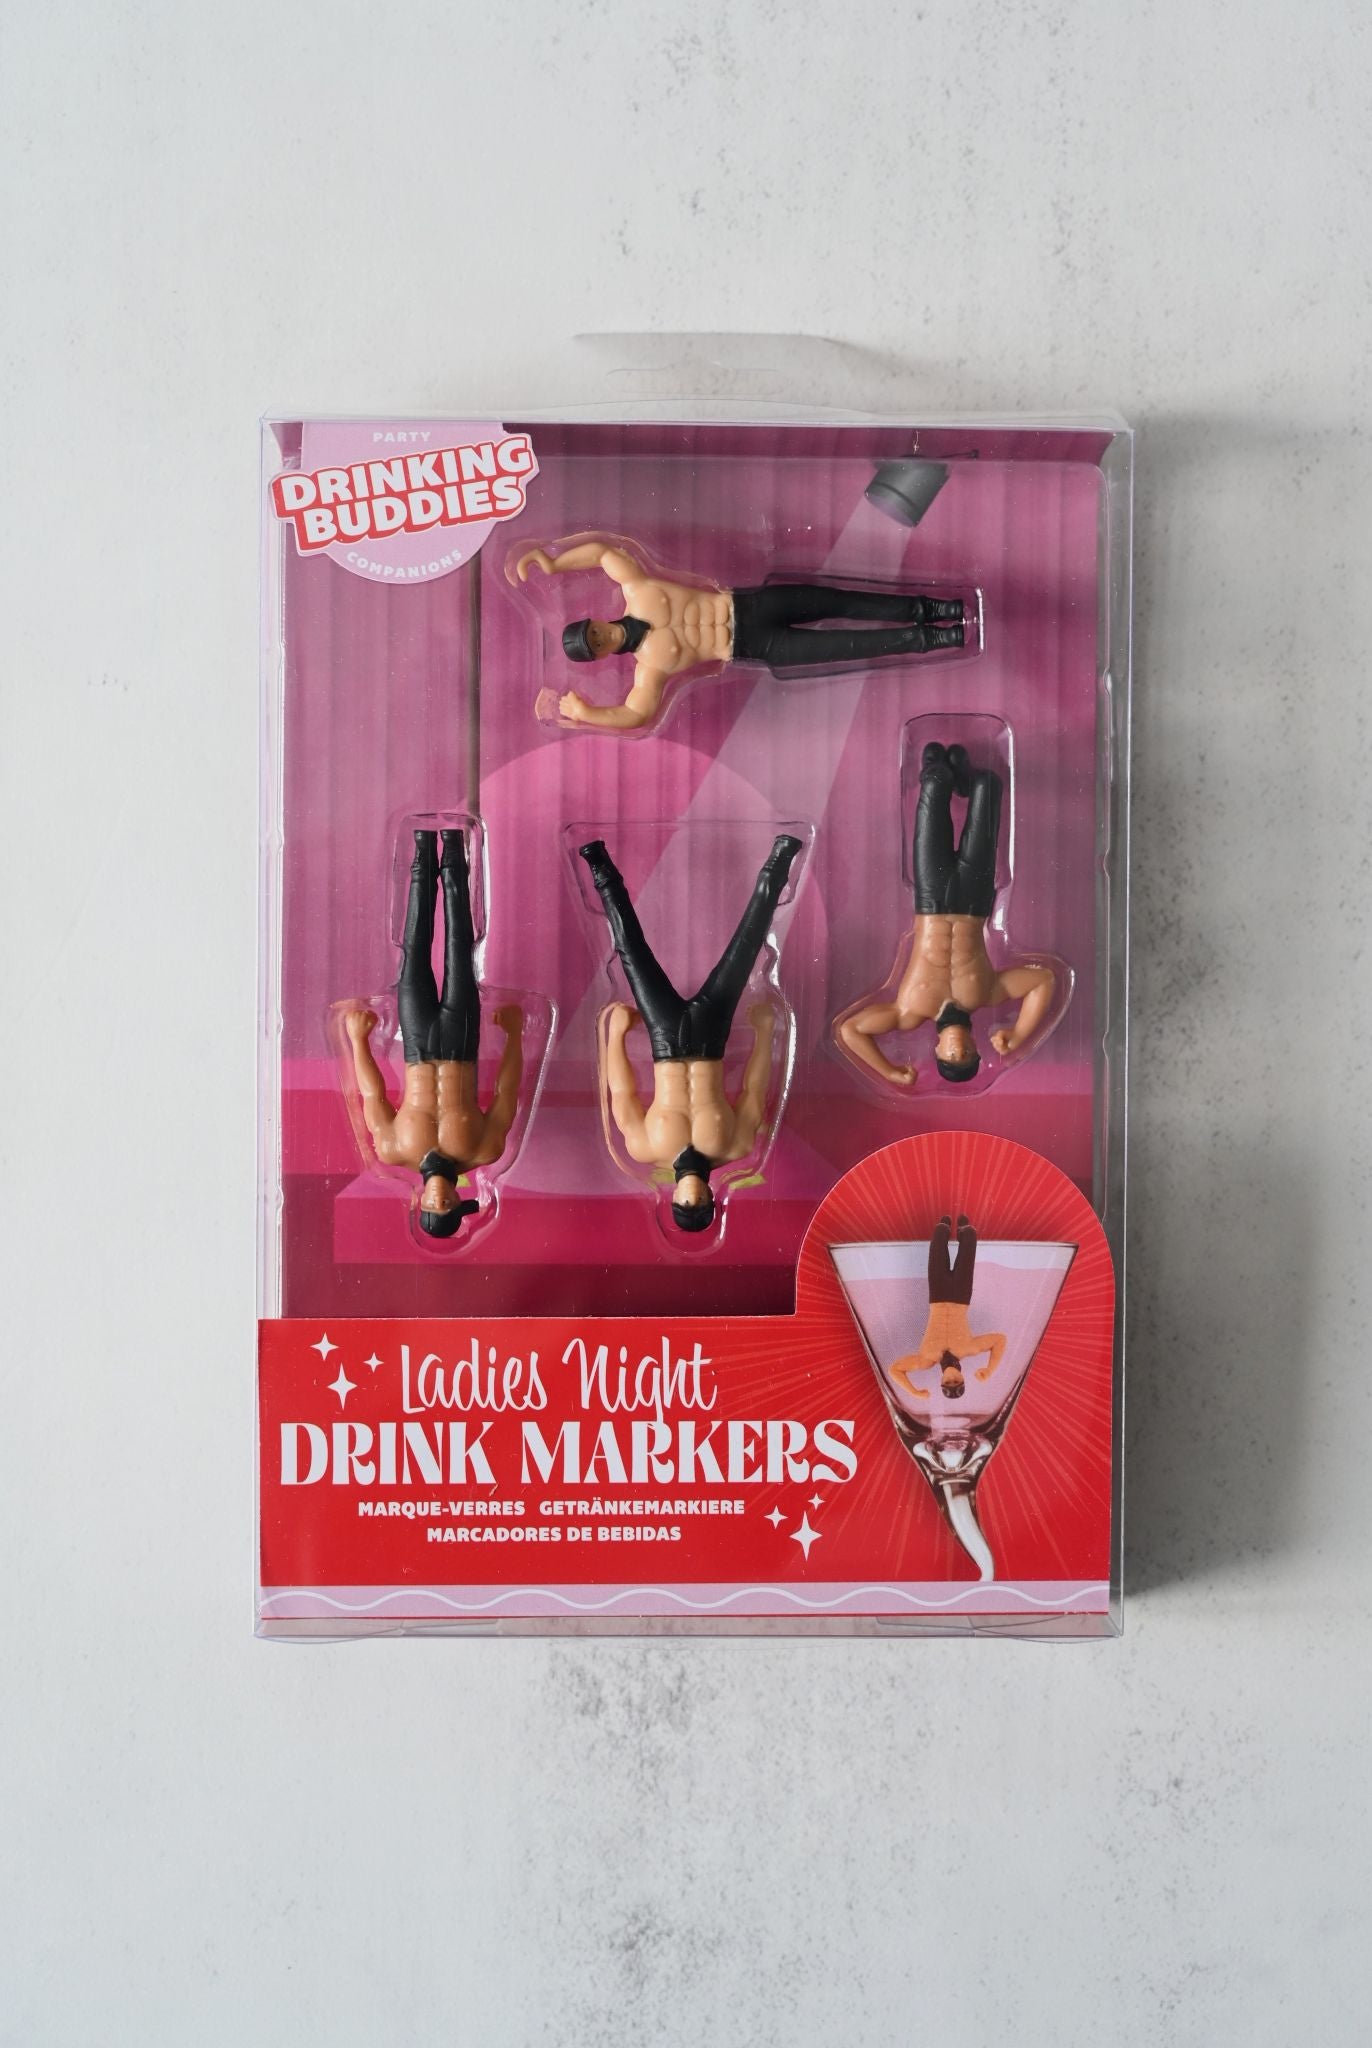 PARTY
DRINKING
BUDDIES
COMPANIONS
Ladies Night
DRINK MARKERS
MARQUE-VERRES GETRÄNKEMARKIERE
MARCADORES DE BEBIDAS